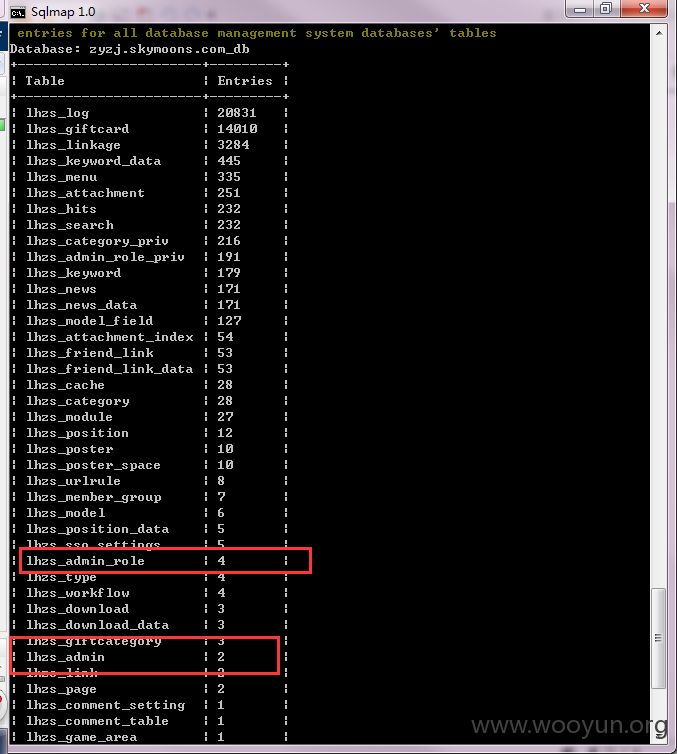 Sqlmap 1.0
entries for all database management system databases' tables
Database: zyzj.skymoons.com_db
+------------------------+---------+
¦ Table ¦ Entries ¦
+------------------------+---------+
¦ lhzs_log ¦ 20831 ¦
¦ lhzs_giftcard ¦ 14010 ¦
¦ lhzs_linkage ¦ 3284 ¦
¦ lhzs_keyword_data ¦ 445 ¦
¦ lhzs_menu ¦ 335 ¦
¦ lhzs_attachment ¦ 251 ¦
¦ lhzs_hits ¦ 232 ¦
¦ lhzs_search ¦ 232 ¦
¦ lhzs_category_priv ¦ 216 ¦
¦ lhzs_admin_role_priv ¦ 191 ¦
¦ lhzs_keyword ¦ 179 ¦
¦ lhzs_news ¦ 171 ¦
¦ lhzs_news_data ¦ 171 ¦
¦ lhzs_model_field ¦ 127 ¦
¦ lhzs_attachment_index ¦ 54 ¦
¦ lhzs_friend_link ¦ 53 ¦
¦ lhzs_friend_link_data ¦ 53 ¦
¦ lhzs_cache ¦ 28 ¦
¦ lhzs_category ¦ 28 ¦
¦ lhzs_module ¦ 27 ¦
¦ lhzs_position ¦ 12 ¦
¦ lhzs_poster ¦ 10 ¦
¦ lhzs_poster_space ¦ 10 ¦
¦ lhzs_urlrule ¦ 8 ¦
¦ lhzs_member_group ¦ 7 ¦
¦ lhzs_model ¦ 6 ¦
¦ lhzs_position_data ¦ 5 ¦
¦ lhzs_sso_settings ¦ 5 ¦
¦ lhzs_admin_role ¦ 4 ¦
¦ lhzs_type ¦ 4 ¦
¦ lhzs_workflow ¦ 4 ¦
¦ lhzs_download ¦ 3 ¦
¦ lhzs_download_data ¦ 3 ¦
¦ lhzs_giftcategory ¦ 3 ¦
¦ lhzs_admin ¦ 2 ¦
¦ lhzs_link ¦ 2 ¦
¦ lhzs_page ¦ 2 ¦
¦ lhzs_comment_setting ¦ 1 ¦
¦ lhzs_comment_table ¦ 1 ¦
¦ lhzs_game_area ¦ 1 ¦
www.wooyun.org